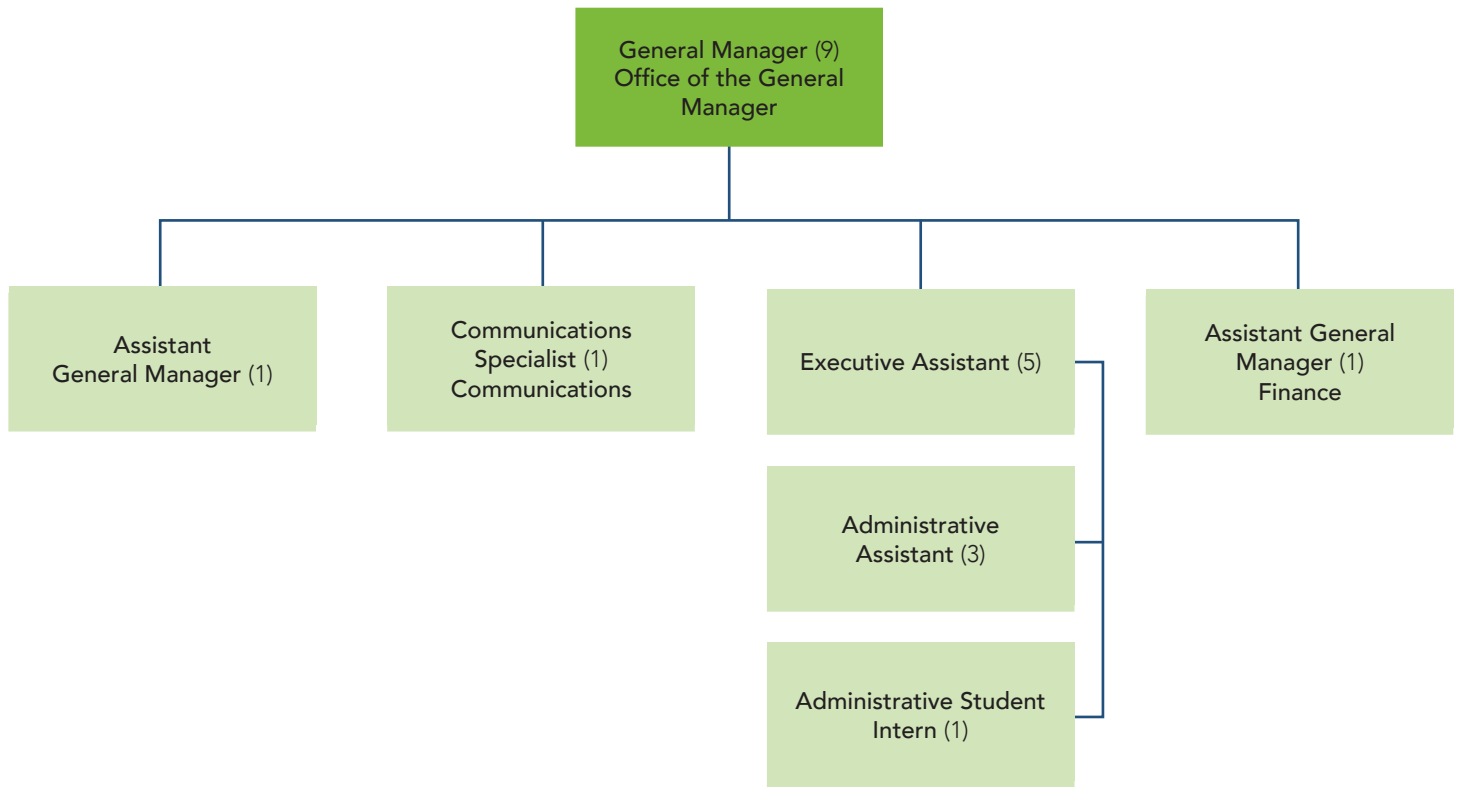 General Manager (9)
Office of the General
Manager
Assistant
General Manager (1)
Communications
Specialist (1)
Communications
Executive Assistant (5)
Assistant General
Manager (1)
Finance
Administrative
Assistant (3)
Administrative Student
Intern (1)